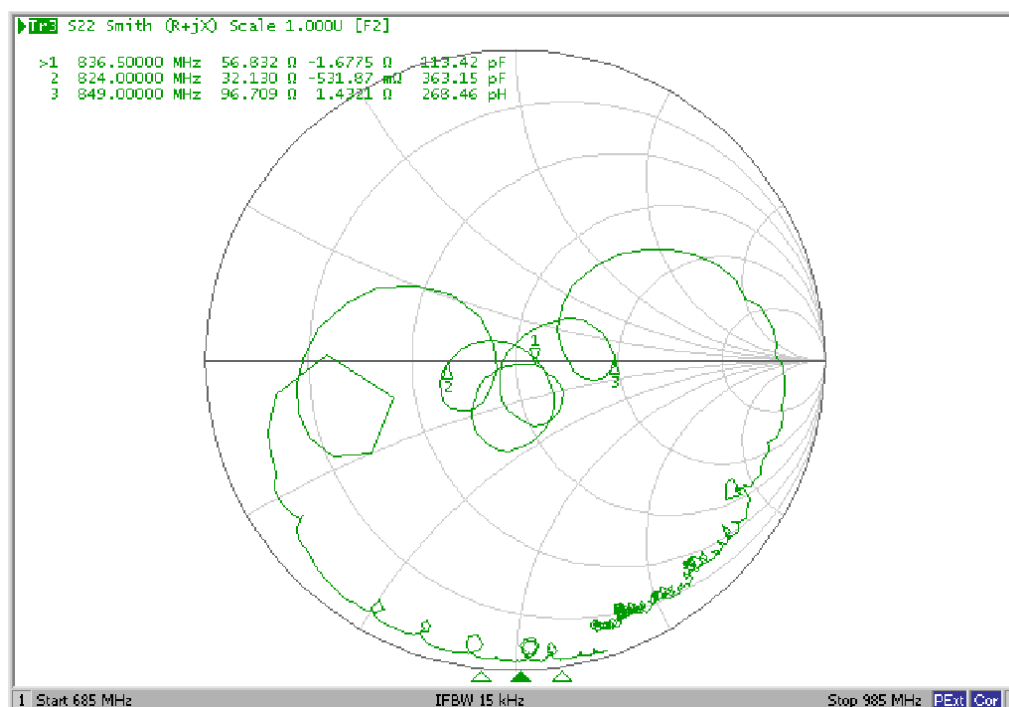 Tr3 S22 Smith (R+jX) Scale 1.000U [F2]
>1 836.50000 MHz 56.832 Ω -1.6775 Ω 113.42 pF
2 824.00000 MHz 32.130 Ω -531.87 mΩ 363.15 pF
3 849.00000 MHz 96.709 Ω 1.4321 Ω 268.46 pH
1
2
3
1 Start 685 MHz IFBW 15 kHz Stop 985 MHz PExt Cor